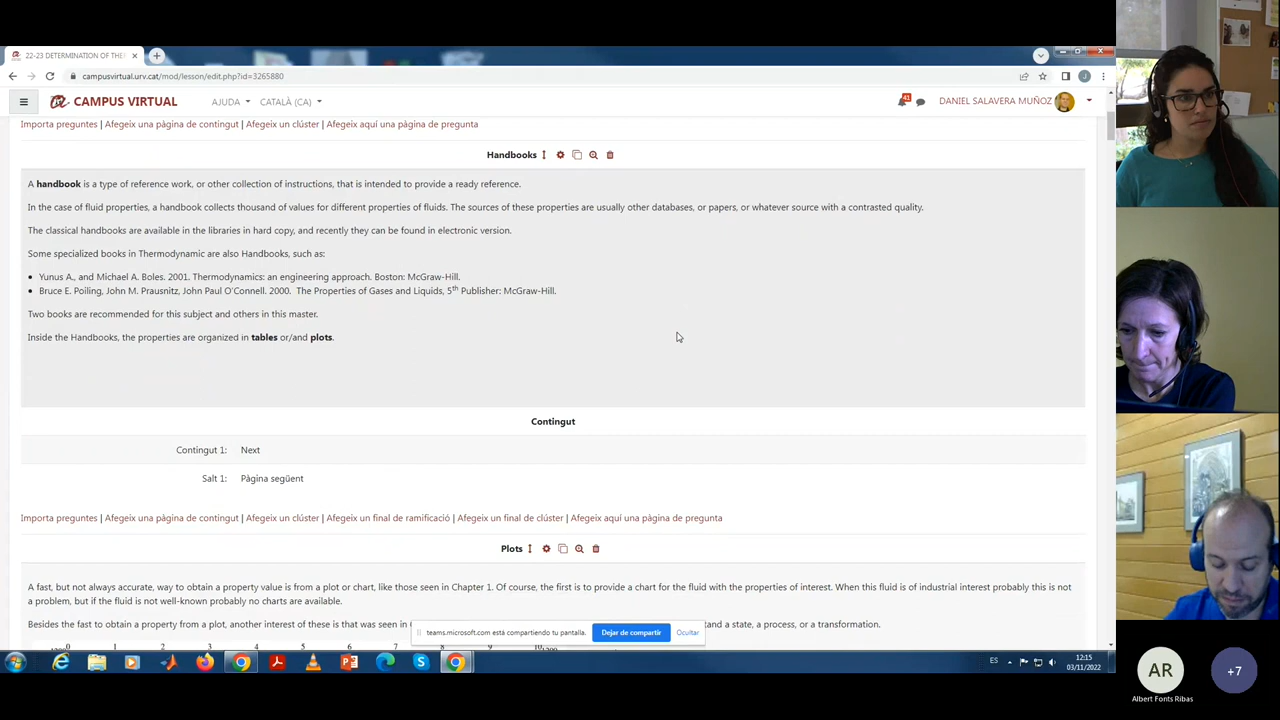 22-23 DETERMINATION OF THE
campusvirtual.urv.cat/mod/lesson/edit.php?id=3265880
CAMPUS VIRTUAL
AJUDA
CATALÀ (CA)
41
DANIEL SALAVERA MUÑOZ
Importa preguntes | Afegeix una pàgina de contingut | Afegeix un clúster | Afegeix aquí una pàgina de pregunta
Handbooks
A handbook is a type of reference work, or other collection of instructions, that is intended to provide a ready reference.
In the case of fluid properties, a handbook collects thousand of values for different properties of fluids. The sources of these properties are usually other databases, or papers, or whatever source with a contrasted quality.
The classical handbooks are available in the libraries in hard copy, and recently they can be found in electronic version.
Some specialized books in Thermodynamic are also Handbooks, such as:
Yunus A., and Michael A. Boles. 2001. Thermodynamics: an engineering approach. Boston: McGraw-Hill.
Bruce E. Poiling, John M. Prausnitz, John Paul O'Connell. 2000. The Properties of Gases and Liquids, 5th Publisher: McGraw-Hill.
Two books are recommended for this subject and others in this master.
Inside the Handbooks, the properties are organized in tables or/and plots.
Contingut
Contingut 1: Next
Salt 1: Pàgina següent
Importa preguntes | Afegeix una pàgina de contingut | Afegeix un clúster | Afegeix un final de ramificació | Afegeix un final de clúster | Afegeix aquí una pàgina de pregunta
Plots
A fast, but not always accurate, way to obtain a property value is from a plot or chart, like those seen in Chapter 1. Of course, the first is to provide a chart for the fluid with the properties of interest. When this fluid is of industrial interest probably this is not
a problem, but if the fluid is not well-known probably no charts are available.
Besides the fast to obtain a property from a plot, another interest of these is that was seen in
and a state, a process, or a transformation.
teams.microsoft.com está compartiendo tu pantalla.
Dejar de compartir
Ocultar
0 1 2 3 4 5 6 7 8 9 10
ES
12:15
03/11/2022
AR
Albert Fonts Ribas
+7